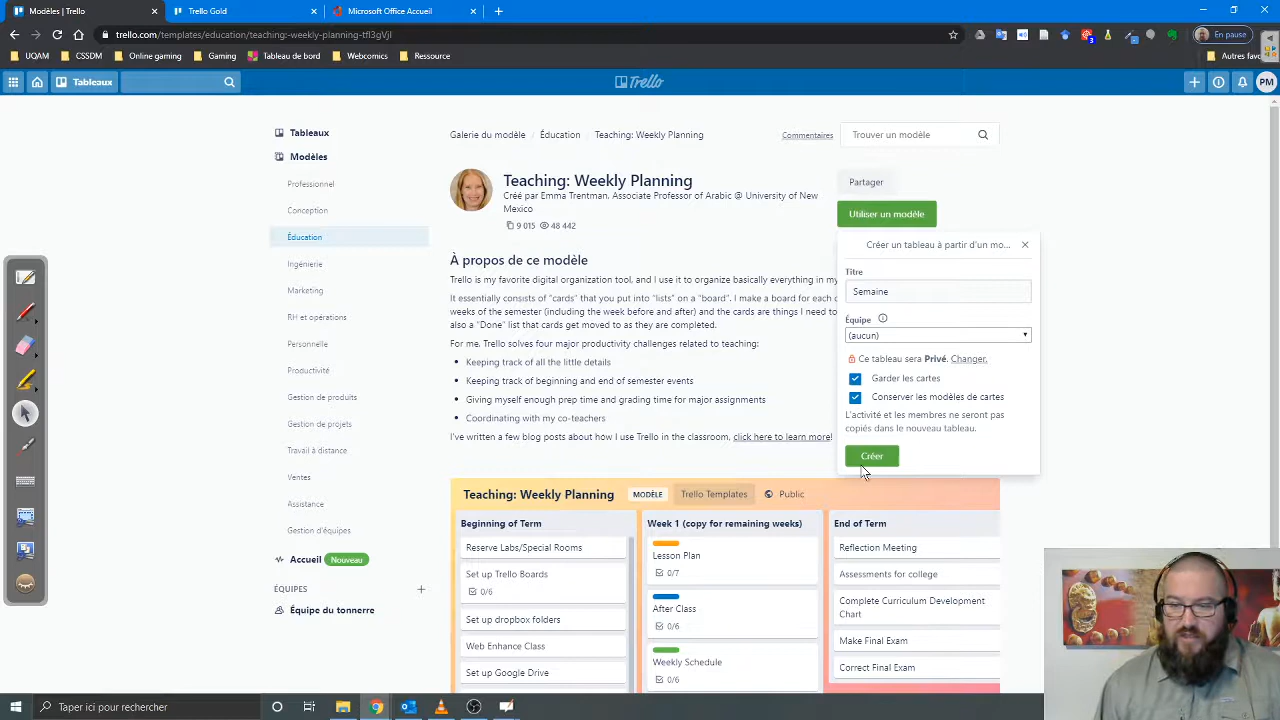 Modèles | Trello
Trello Gold
Microsoft Office Accueil
trello.com/templates/education/teaching-weekly-planning-tfl3gVjl
En pause
UQAM
CSSDM
Online gaming
Gaming
Tableau de bord
Webcomics
Ressource
Autres favo
Tableaux
Trello
PM
Tableaux
Modèles
Professionnel
Conception
Éducation
Ingénierie
Marketing
RH et opérations
Personnelle
Productivité
Gestion de produits
Gestion de projets
Travail à distance
Ventes
Assistance
Gestion d'équipes
Accueil Nouveau
ÉQUIPES
Équipe du tonnerre
Galerie du modèle / Éducation / Teaching: Weekly Planning
Commentaires
Trouver un modèle
Teaching: Weekly Planning
Créé par Emma Trentman, Associate Professor of Arabic @ University of New
Mexico
9 015 48 442
Partager
Utiliser un modèle
À propos de ce modèle
Trello is my favorite digital organization tool, and I use it to organize basically everything in my
It essentially consists of "cards" that you put into "lists" on a "board". I make a board for each
weeks of the semester (including the week before and after) and the cards are things I need to
also a "Done" list that cards get moved to as they are completed.
For me, Trello solves four major productivity challenges related to teaching:
• Keeping track of all the little details
• Keeping track of beginning and end of semester events
• Giving myself enough prep time and grading time for major assignments
• Coordinating with my co-teachers
I've written a few blog posts about how I use Trello in the classroom, click here to learn more!
Créer un tableau à partir d'un mo...
Titre
Semaine
Équipe
(aucun)
Ce tableau sera Privé. Changer.
Garder les cartes
Conserver les modèles de cartes
L'activité et les membres ne seront pas
copiés dans le nouveau tableau.
Créer
Teaching: Weekly Planning
MODÈLE
Trello Templates
Public
Beginning of Term
Reserve Labs/Special Rooms
Set up Trello Boards
0/6
Set up dropbox folders
Web Enhance Class
Set up Google Drive
Week 1 (copy for remaining weeks)
Lesson Plan
0/7
After Class
0/6
Weekly Schedule
0/6
End of Term
Reflection Meeting
Assessments for college
Complete Curriculum Development
Chart
Make Final Exam
Correct Final Exam
Taper ici pour rechercher